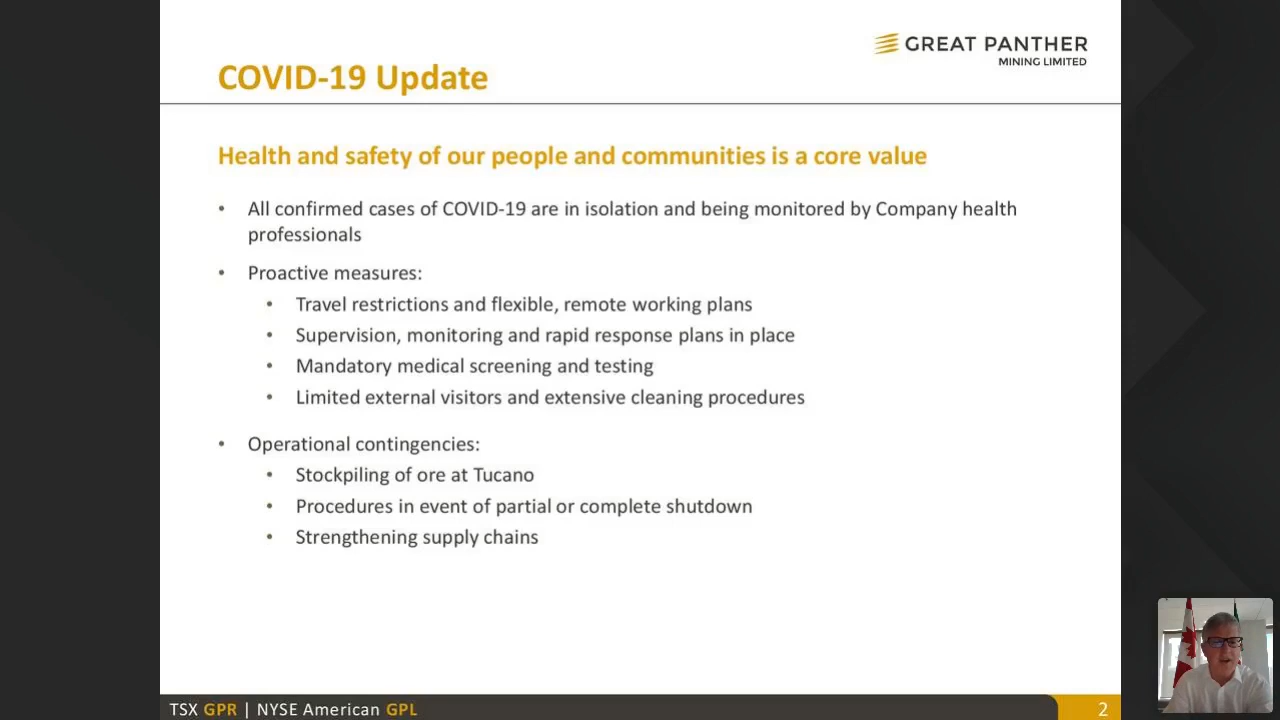 GREAT PANTHER
MINING LIMITED
COVID-19 Update
Health and safety of our people and communities is a core value
• All confirmed cases of COVID-19 are in isolation and being monitored by Company health
professionals
• Proactive measures:
• Travel restrictions and flexible, remote working plans
• Supervision, monitoring and rapid response plans in place
• Mandatory medical screening and testing
• Limited external visitors and extensive cleaning procedures
• Operational contingencies:
• Stockpiling of ore at Tucano
• Procedures in event of partial or complete shutdown
• Strengthening supply chains
TSX GPR | NYSE American GPL
2